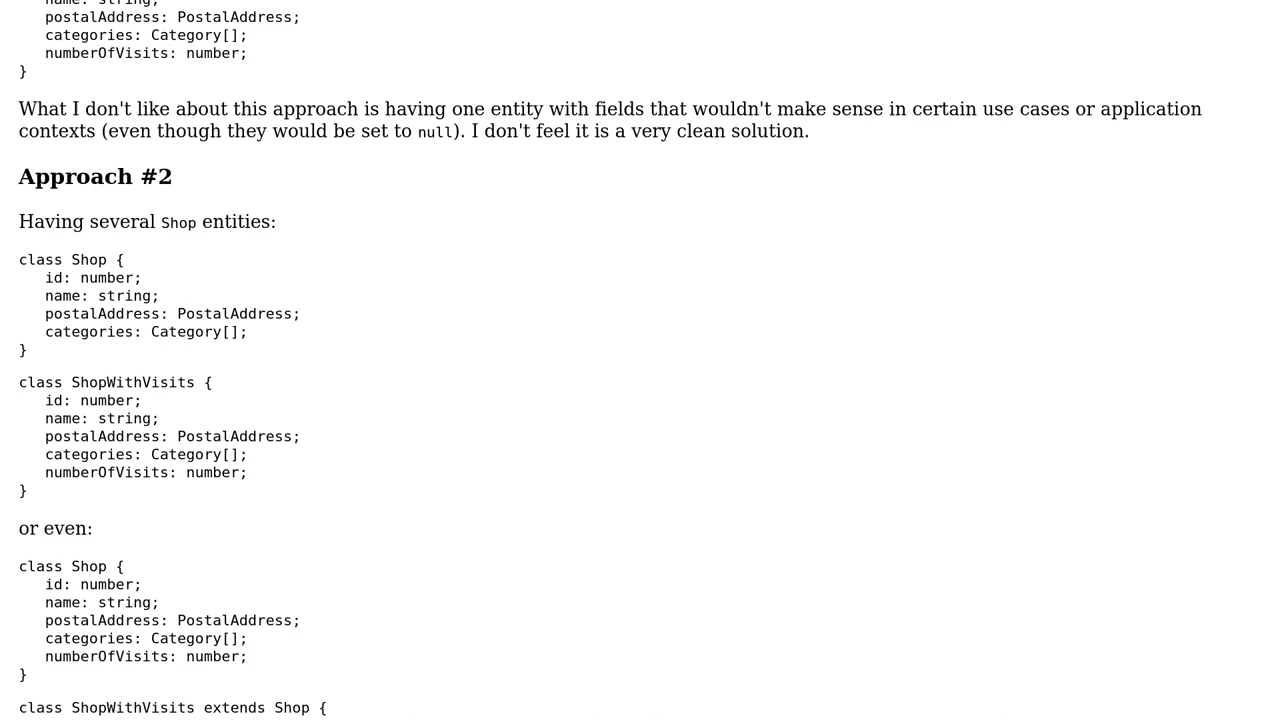 name: string;
postalAddress: PostalAddress;
categories: Category[];
numberOfVisits: number;
}
What I don't like about this approach is having one entity with fields that wouldn't make sense in certain use cases or application
contexts (even though they would be set to null). I don't feel it is a very clean solution.
Approach #2
Having several Shop entities:
class Shop {
id: number;
name: string;
postalAddress: PostalAddress;
categories: Category[];
}
class ShopWithVisits {
id: number;
name: string;
postalAddress: PostalAddress;
categories: Category[];
numberOfVisits: number;
}
or even:
class Shop {
id: number;
name: string;
postalAddress: PostalAddress;
categories: Category[];
numberOfVisits: number;
}
class ShopWithVisits extends Shop {